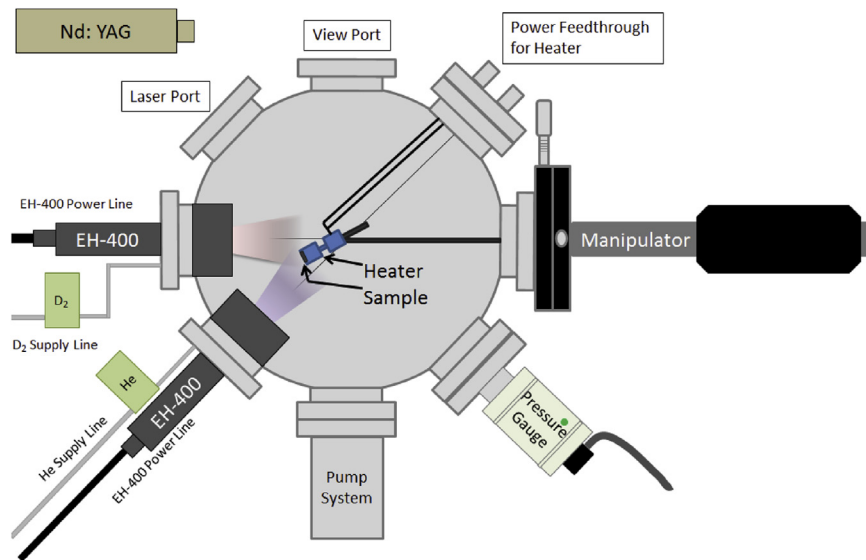 Nd: YAG
View Port
Power Feedthrough
for Heater
Laser Port
EH-400 Power Line
EH-400
Manipulator
Heater
Sample
D₂
D₂ Supply Line
He
EH-400
He Supply Line
EH-400 Power Line
Pressure
Gauge
Pump
System